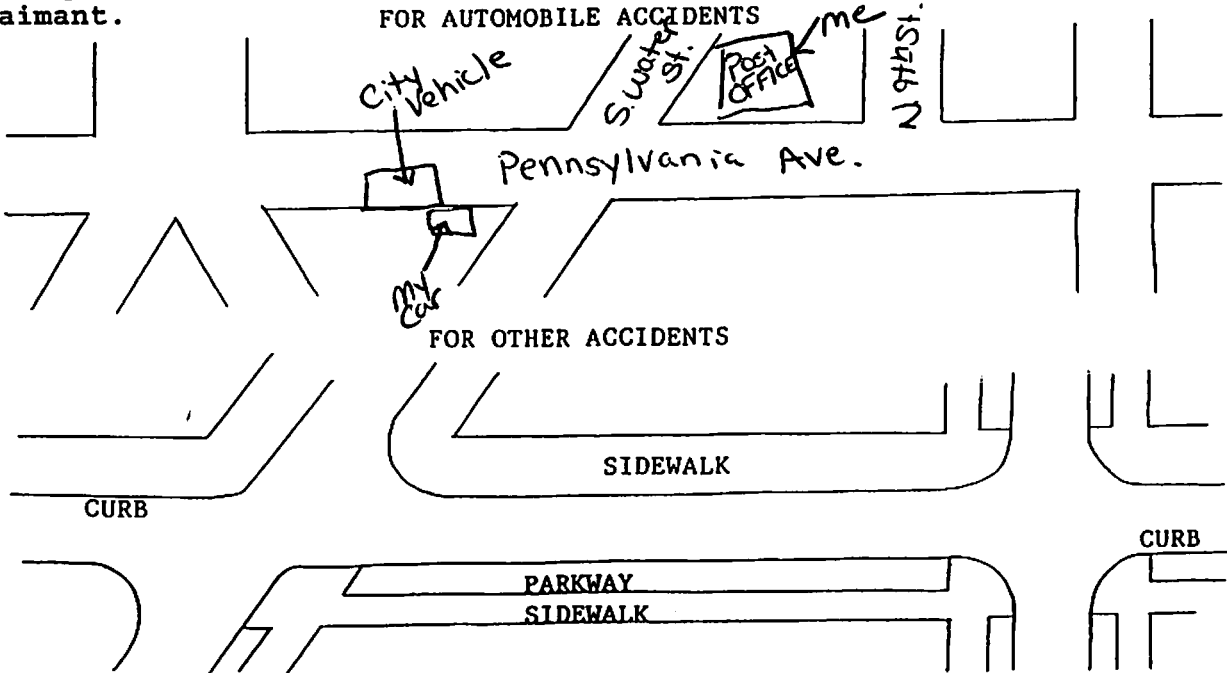 aimant.
FOR AUTOMOBILE ACCIDENTS
me
City
Vehicle
S. Water
St.
Post
OFFICE
N 9th St.
Pennsylvania Ave.
My
Car
FOR OTHER ACCIDENTS
SIDEWALK
CURB
CURB
PARKWAY
SIDEWALK